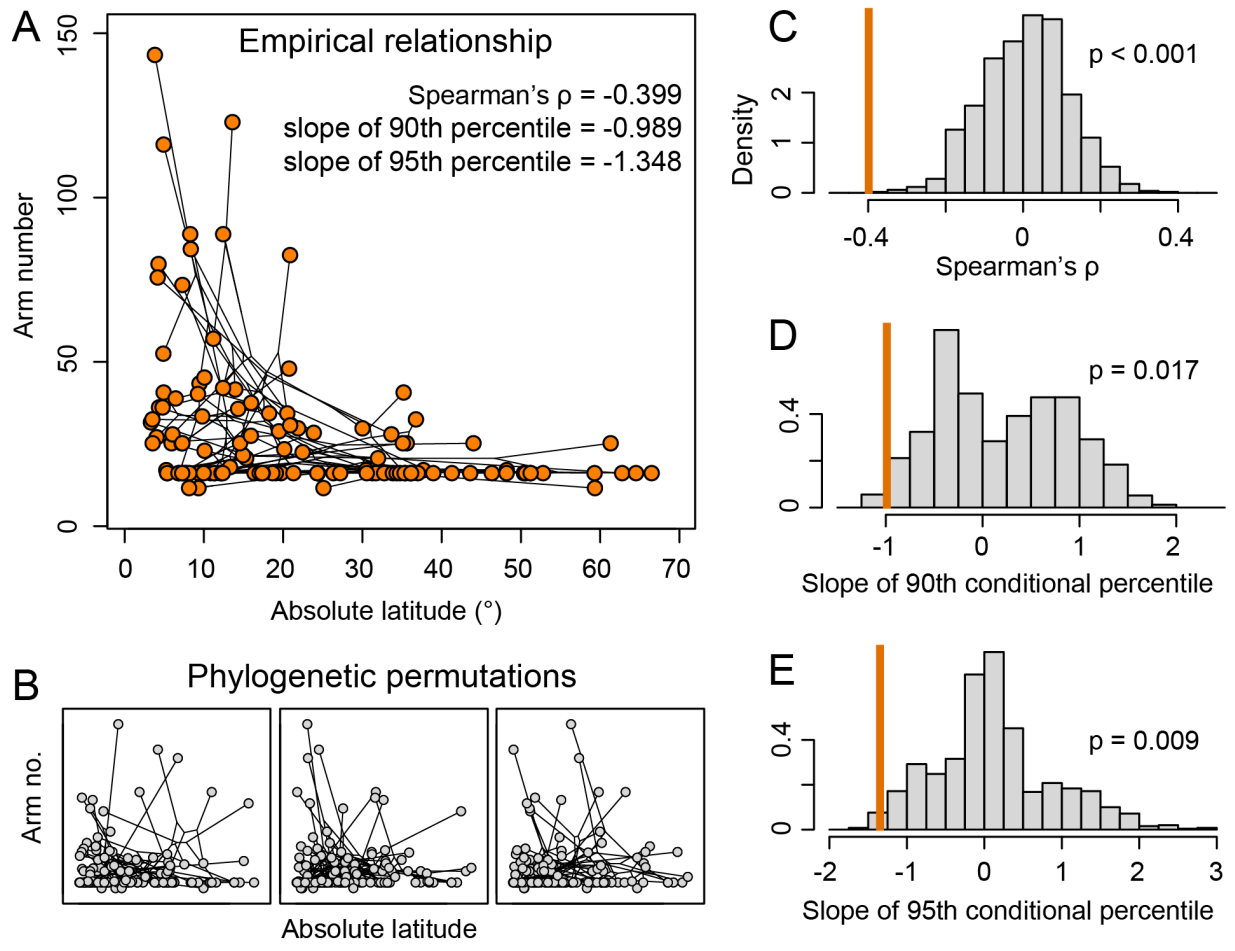 A
Empirical relationship
Spearman's ρ = -0.399
slope of 90th percentile = -0.989
slope of 95th percentile = -1.348
Arm number
150
100
50
0
0 10 20 30 40 50 60 70
Absolute latitude (°)
B
Phylogenetic permutations
Arm no.
Absolute latitude
C
p < 0.001
Density
2
1
0
-0.4 0 0.4
Spearman's ρ
D
p = 0.017
0.4
0
-1 0 1 2
Slope of 90th conditional percentile
E
p = 0.009
0.4
0
-2 -1 0 1 2 3
Slope of 95th conditional percentile